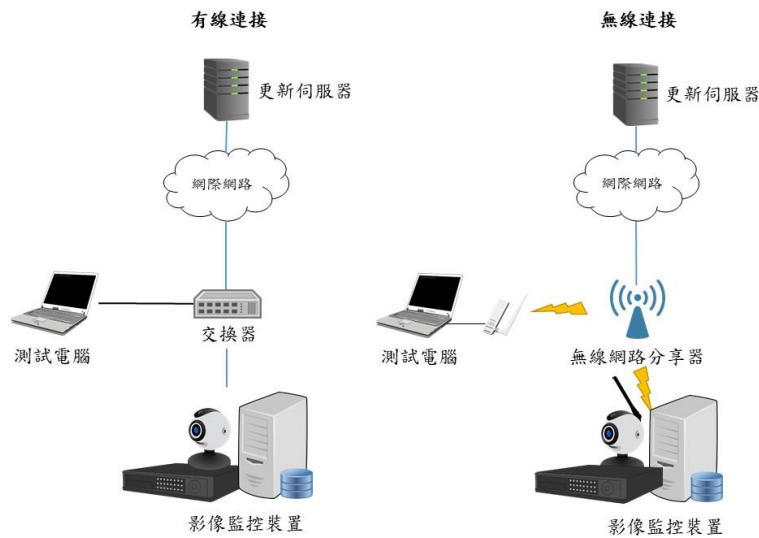 有線連接
更新伺服器
網際網路
測試電腦
交換器
影像監控裝置
無線連接
更新伺服器
網際網路
測試電腦
無線網路分享器
影像監控裝置